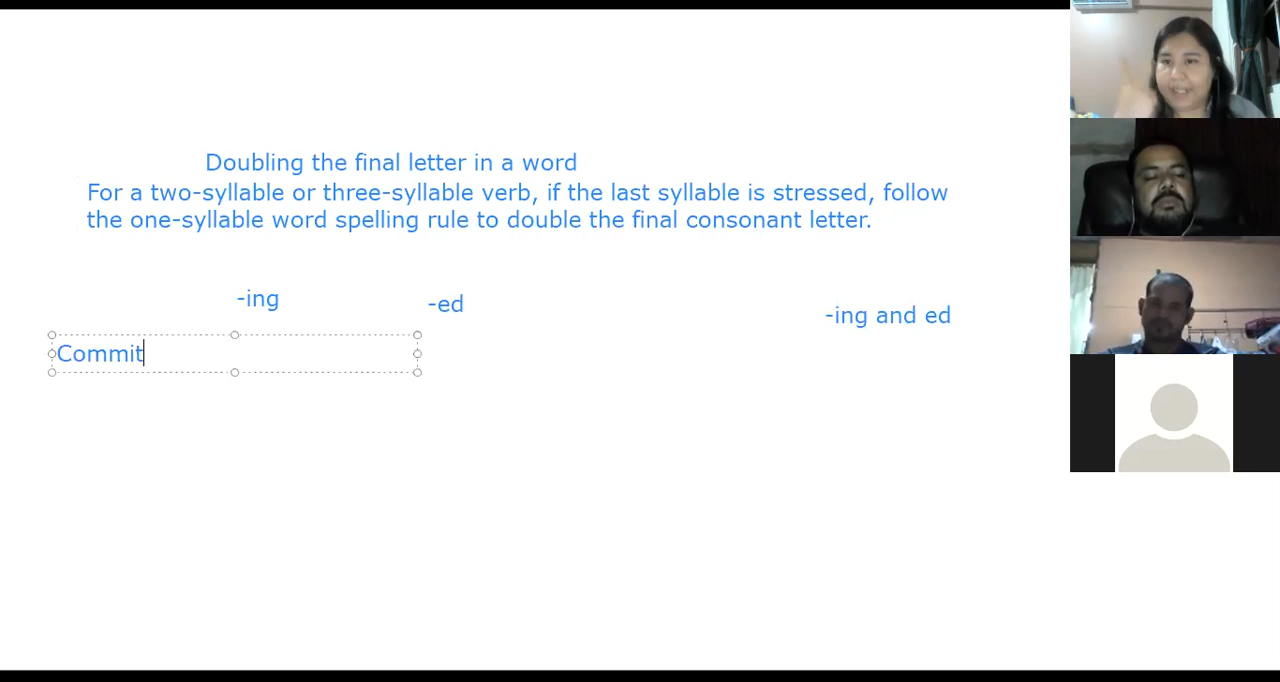 Doubling the final letter in a word
For a two-syllable or three-syllable verb, if the last syllable is stressed, follow
the one-syllable word spelling rule to double the final consonant letter.
-ing
-ed
-ing and ed
Commit